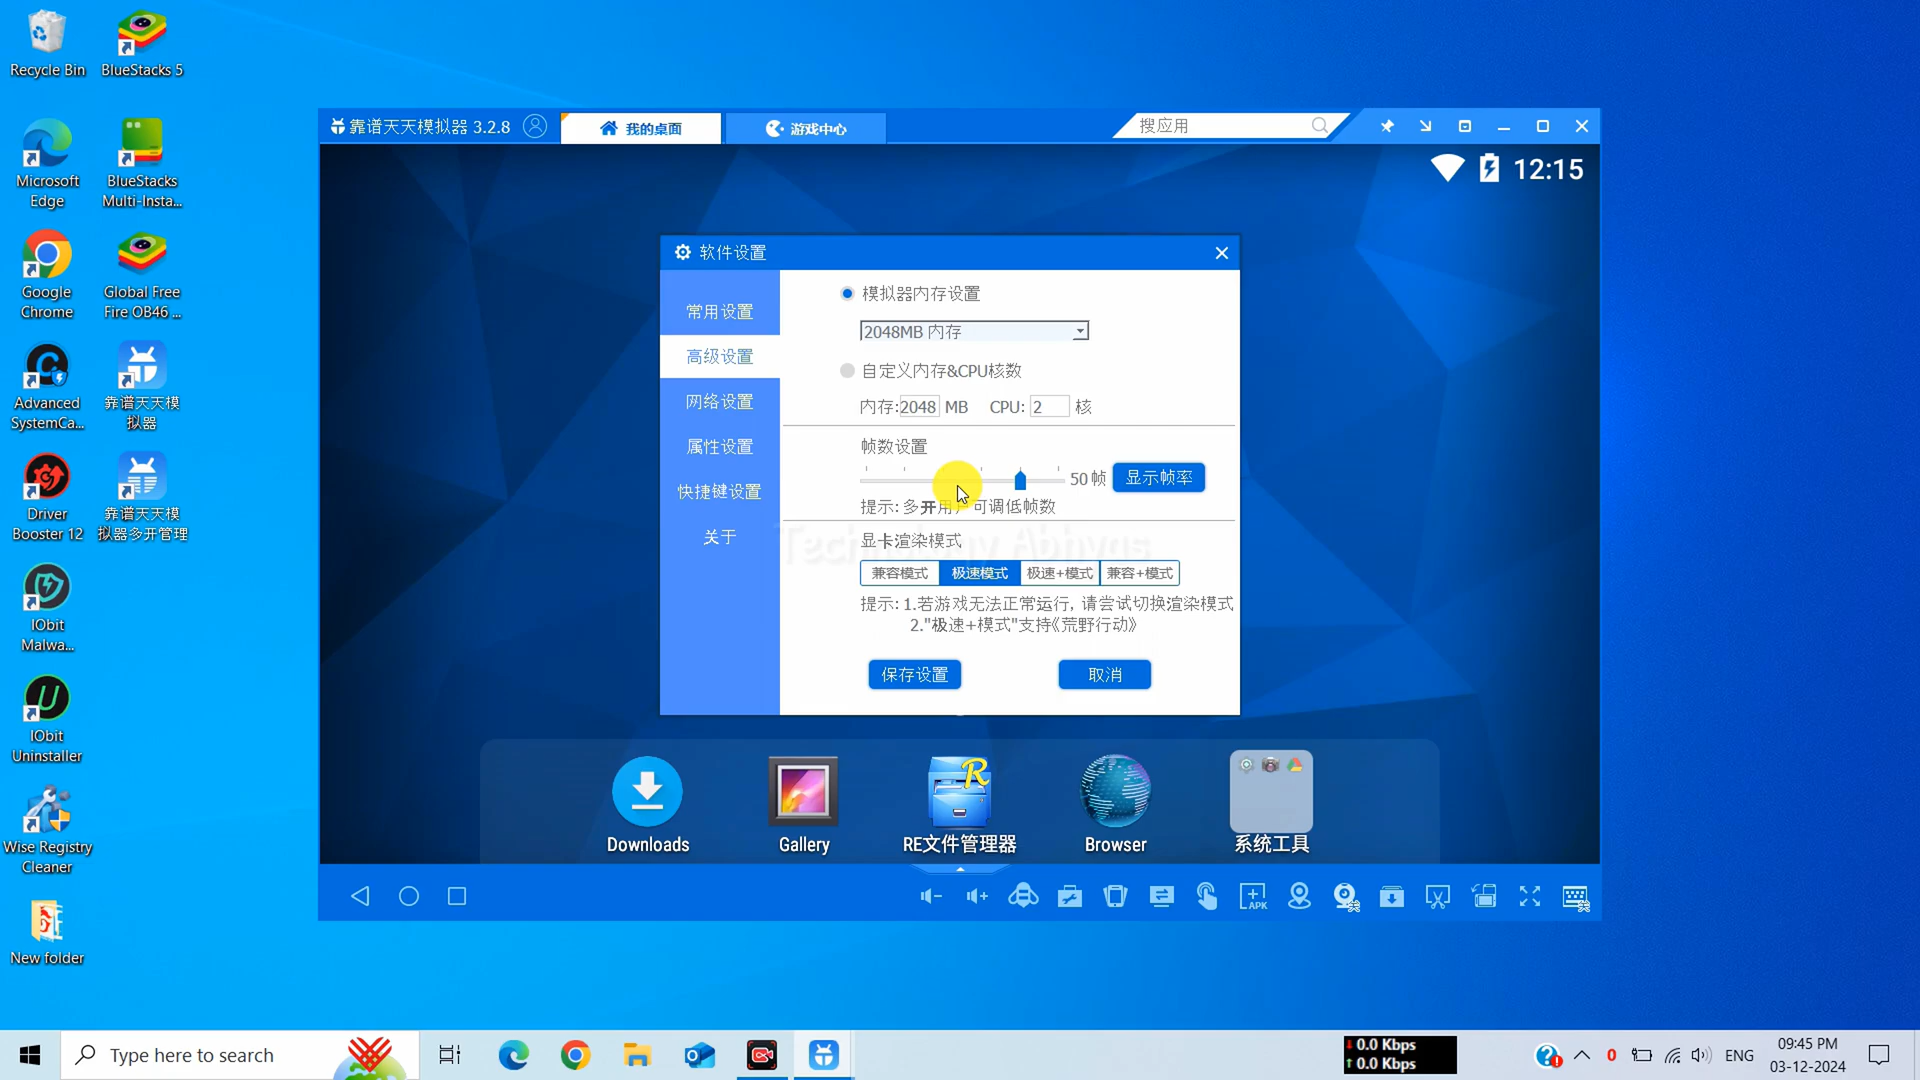 Recycle Bin
BlueStacks 5
Microsoft
Edge
BlueStacks
Multi-Insta...
Google
Chrome
Global Free
Fire OB46 ...
Advanced
SystemCa...
靠谱天天模
拟器
Driver
Booster 12
靠谱天天模
拟器多开管理
IObit
Malwa...
IObit
Uninstaller
Wise Registry
Cleaner
New folder
靠谱天天模拟器 3.2.8
我的桌面
游戏中心
搜应用
12:15
软件设置
常用设置
高级设置
网络设置
属性设置
快捷键设置
关于
模拟器内存设置
2048MB 内存
自定义内存&CPU核数
内存:2048 MB CPU: 2 核
帧数设置
50 帧 显示帧率
提示: 多开用户可调低帧数
Technology Abhyas
显卡渲染模式
兼容模式 极速模式 极速+模式 兼容+模式
提示: 1.若游戏无法正常运行, 请尝试切换渲染模式
2."极速+模式"支持《荒野行动》
保存设置 取消
Downloads
Gallery
RE文件管理器
Browser
系统工具
APK
Type here to search
0.0 Kbps
0.0 Kbps
0
ENG
09:45 PM
03-12-2024